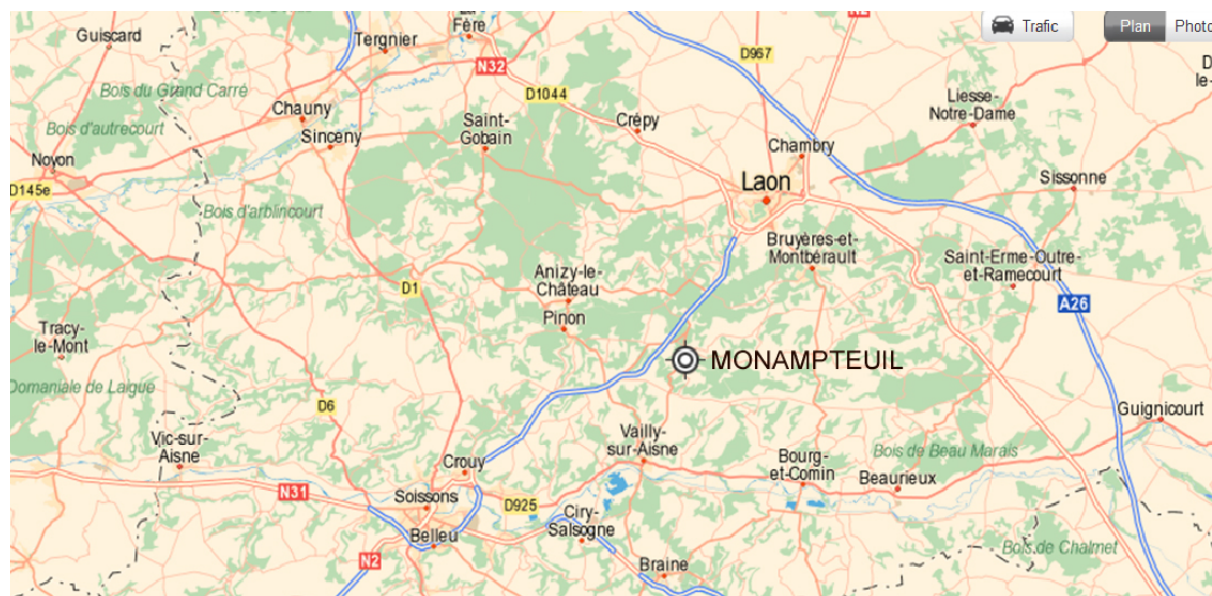 Guiscard
Fère
Tergnier
N32
N2
D967
Trafic
Plan
Photo
Bois du Grand Carré
D1044
Chauny
Bois d'autrecourt
Sinceny
Saint-
Gobain
Crépy
Liesse-
Notre-Dame
Chambry
Noyon
D145e
Laon
Sissonne
Bois d'arblincourt
Bruyères-et-
Montbérault
Saint-Erme-Outre-
et-Ramecourt
Anizy-le-
Château
D1
Pinon
A26
Tracy-
le-Mont
MONAMPTEUIL
Domaniale de Laigue
D6
Guignicourt
Vic-sur-
Aisne
Vailly-
sur-Aisne
Bois de Beau Marais
Crouy
Bourg-
et-Comin
Beaurieux
N31
Soissons
D925
Ciry-
Salsogne
Belleu
N2
Braine
Bois de Chalmet